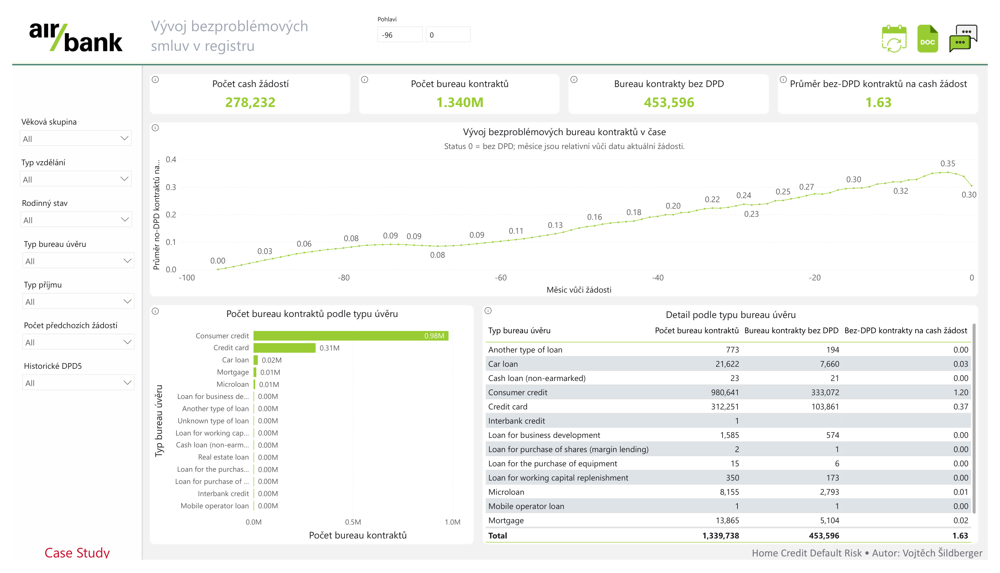 air bank
Vývoj bezproblémových
smluv v registru
Pohlaví
-96 0
DOC
Věková skupina
All
Typ vzdělání
All
Rodinný stav
All
Typ bureau úvěru
All
Typ příjmu
All
Počet předchozích žádostí
All
Historické DPD5
All
Case Study
Počet cash žádostí
278,232
Počet bureau kontraktů
1.340M
Bureau kontrakty bez DPD
453,596
Průměr bez-DPD kontraktů na cash žádost
1.63
Vývoj bezproblémových bureau kontraktů v čase
Status 0 = bez DPD; měsíce jsou relativní vůči datu aktuální žádosti.
Průměr no-DPD kontraktů na...
0.4
0.3
0.2
0.1
0.0
0.00
0.03
0.06
0.08
0.09
0.09
0.08
0.09
0.11
0.13
0.16
0.18
0.20
0.22
0.24
0.23
0.25
0.27
0.30
0.32
0.35
0.30
-100 -80 -60 -40 -20 0
Měsíc vůči žádosti
Počet bureau kontraktů podle typu úvěru
Typ bureau úvěru
Consumer credit 0.98M
Credit card 0.31M
Car loan 0.02M
Mortgage 0.01M
Microloan 0.01M
Loan for business de... 0.00M
Another type of loan 0.00M
Unknown type of loan 0.00M
Loan for working cap... 0.00M
Cash loan (non-earm... 0.00M
Real estate loan 0.00M
Loan for the purchas... 0.00M
Loan for purchase of ... 0.00M
Interbank credit 0.00M
Mobile operator loan 0.00M
0.0M 0.5M 1.0M
Počet bureau kontraktů
Detail podle typu bureau úvěru
Typ bureau úvěru Počet bureau kontraktů Bureau kontrakty bez DPD Bez-DPD kontrakty na cash žádost
Another type of loan 773 194 0.00
Car loan 21,622 7,660 0.03
Cash loan (non-earmarked) 23 21 0.00
Consumer credit 980,641 333,072 1.20
Credit card 312,251 103,861 0.37
Interbank credit 1
Loan for business development 1,585 574 0.00
Loan for purchase of shares (margin lending) 2 1 0.00
Loan for the purchase of equipment 15 6 0.00
Loan for working capital replenishment 350 173 0.00
Microloan 8,155 2,793 0.01
Mobile operator loan 1 1 0.00
Mortgage 13,865 5,104 0.02
Total 1,339,738 453,596 1.63
Home Credit Default Risk • Autor: Vojtěch Šildberger